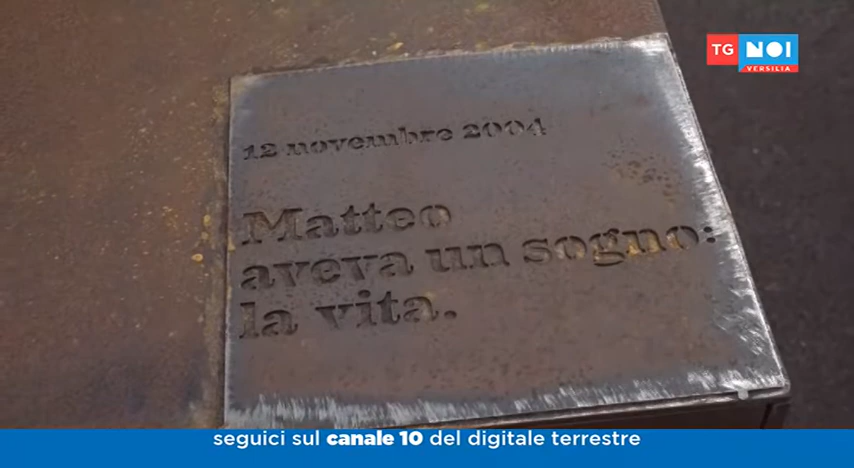 TG NOI
VERSILIA
12 novembre 2004
Matteo
aveva un sogno:
la vita.
seguici sul canale 10 del digitale terrestre